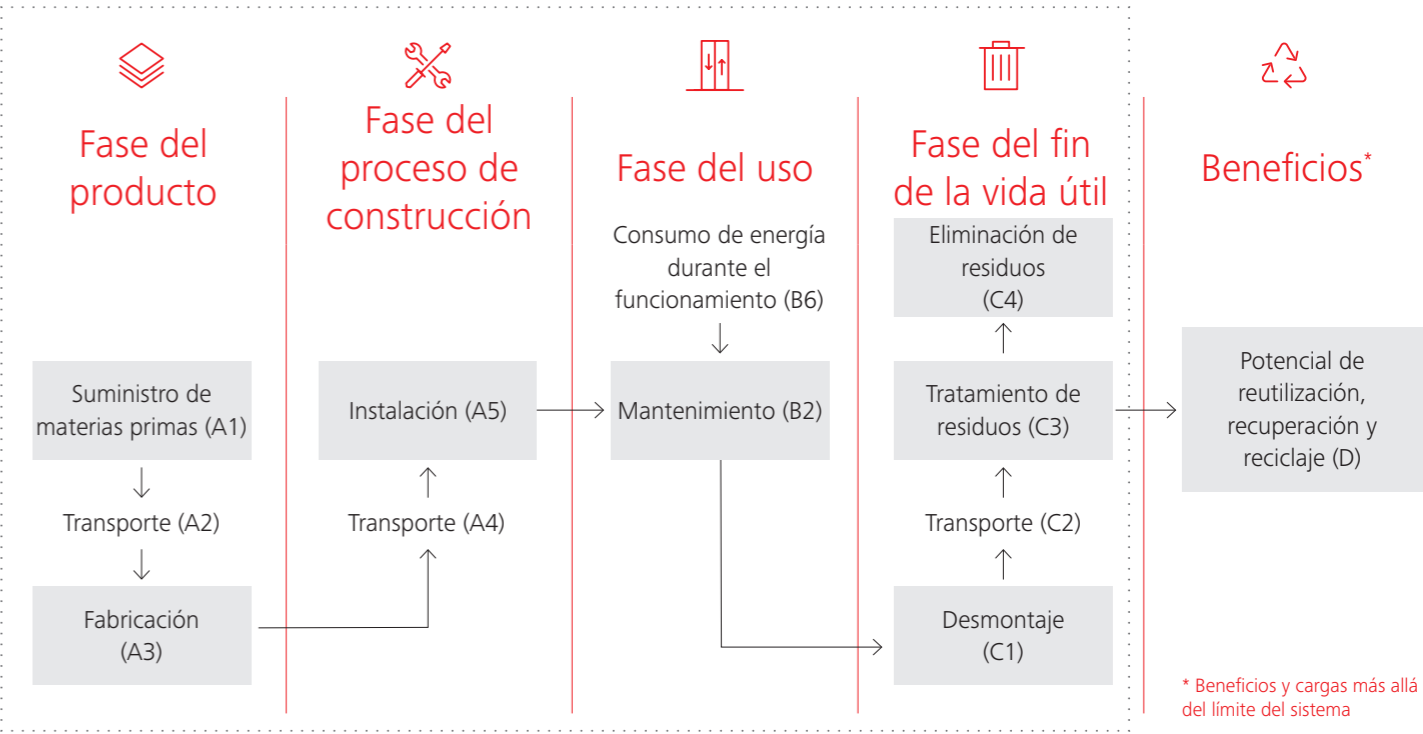 Fase del
producto
Suministro de
materias primas (A1)
Transporte (A2)
Fabricación
(A3)
Fase del
proceso de
construcción
Instalación (A5)
Transporte (A4)
Fase del uso
Consumo de energía
durante el
funcionamiento (B6)
Mantenimiento (B2)
Fase del fin
de la vida útil
Eliminación de
residuos
(C4)
Tratamiento de
residuos (C3)
Transporte (C2)
Desmontaje
(C1)
Beneficios*
Potencial de
reutilización,
recuperación y
reciclaje (D)
* Beneficios y cargas más allá
del límite del sistema